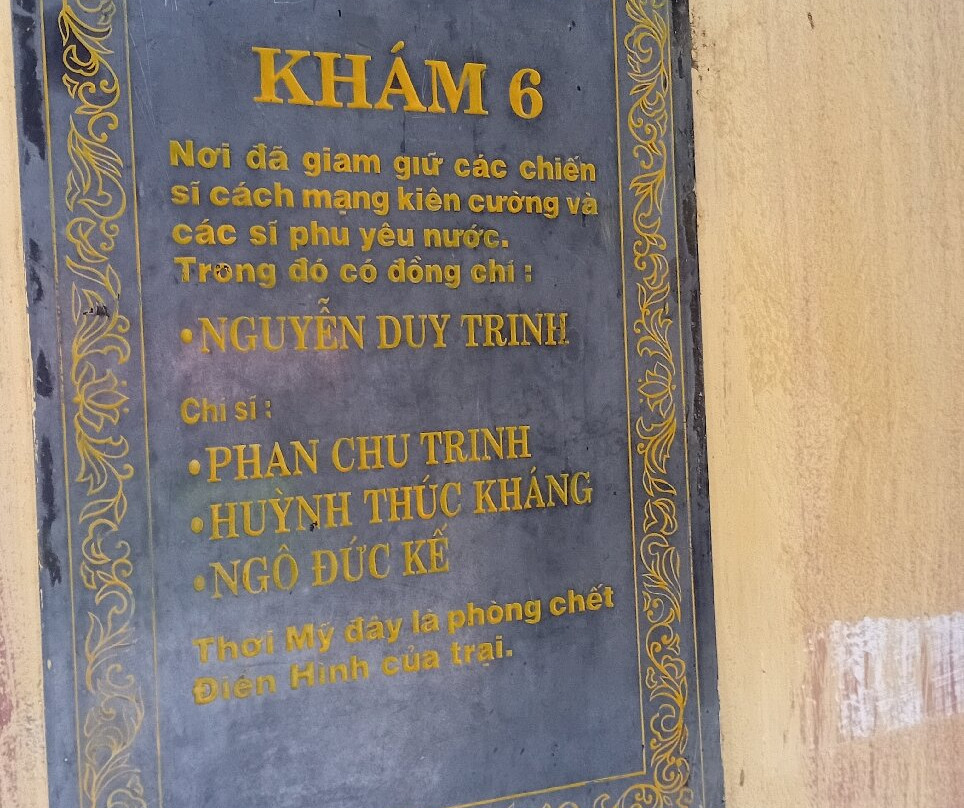 KHÁM 6
Nơi đã giam giữ các chiến
sĩ cách mạng kiên cường và
các sĩ phu yêu nước.
Trong đó có đồng chí :
•NGUYỄN DUY TRINH
Chí sĩ :
•PHAN CHU TRINH
•HUỲNH THÚC KHÁNG
•NGÔ ĐỨC KẾ
Thời Mỹ đây là phòng chết
Điển Hình của trại.